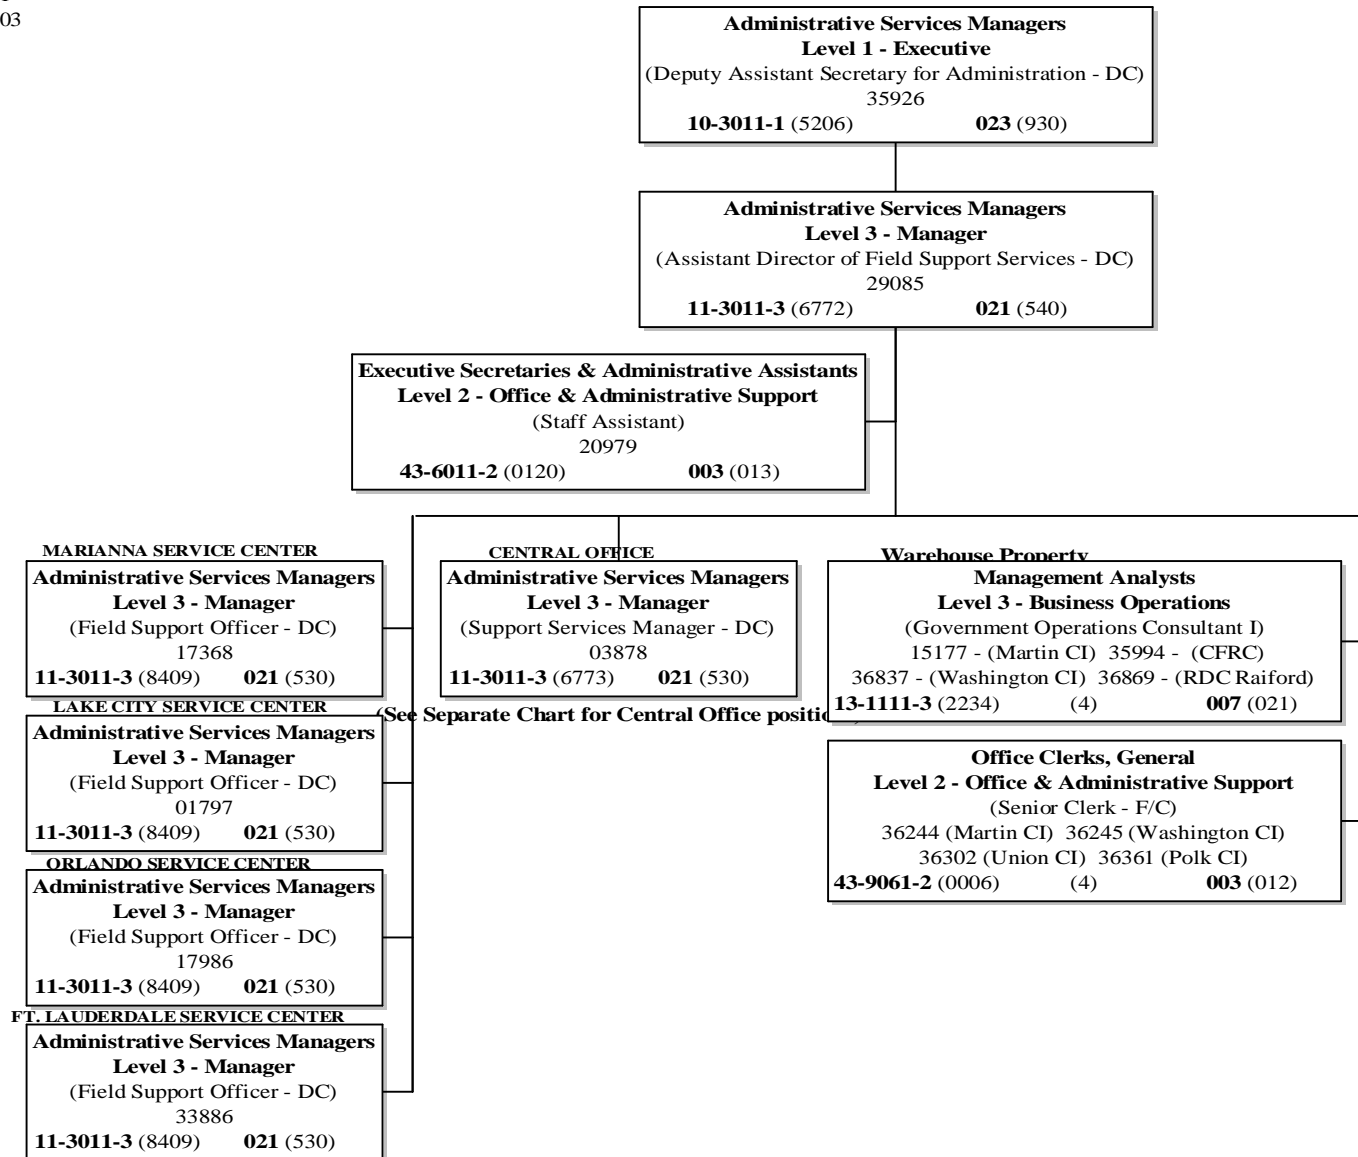 03
Administrative Services Managers
Level 1 - Executive
(Deputy Assistant Secretary for Administration - DC)
35926
10-3011-1 (5206) 023 (930)
Administrative Services Managers
Level 3 - Manager
(Assistant Director of Field Support Services - DC)
29085
11-3011-3 (6772) 021 (540)
Executive Secretaries & Administrative Assistants
Level 2 - Office & Administrative Support
(Staff Assistant)
20979
43-6011-2 (0120) 003 (013)
MARIANNA SERVICE CENTER
Administrative Services Managers
Level 3 - Manager
(Field Support Officer - DC)
17368
11-3011-3 (8409) 021 (530)
LAKE CITY SERVICE CENTER
Administrative Services Managers
Level 3 - Manager
(Field Support Officer - DC)
01797
11-3011-3 (8409) 021 (530)
ORLANDO SERVICE CENTER
Administrative Services Managers
Level 3 - Manager
(Field Support Officer - DC)
17986
11-3011-3 (8409) 021 (530)
FT. LAUDERDALE SERVICE CENTER
Administrative Services Managers
Level 3 - Manager
(Field Support Officer - DC)
33886
11-3011-3 (8409) 021 (530)
CENTRAL OFFICE
Administrative Services Managers
Level 3 - Manager
(Support Services Manager - DC)
03878
11-3011-3 (6773) 021 (530)
(See Separate Chart for Central Office
Warehouse Property
Management Analysts
Level 3 - Business Operations
(Government Operations Consultant I)
15177 - (Martin CI) 35994 - (CFRC)
36837 - (Washington CI) 36869 - (RDC Raiford)
13-1111-3 (2234) (4) 007 (021)
Office Clerks, General
Level 2 - Office & Administrative Support
(Senior Clerk - F/C)
36244 (Martin CI) 36245 (Washington CI)
36302 (Union CI) 36361 (Polk CI)
43-9061-2 (0006) (4) 003 (012)